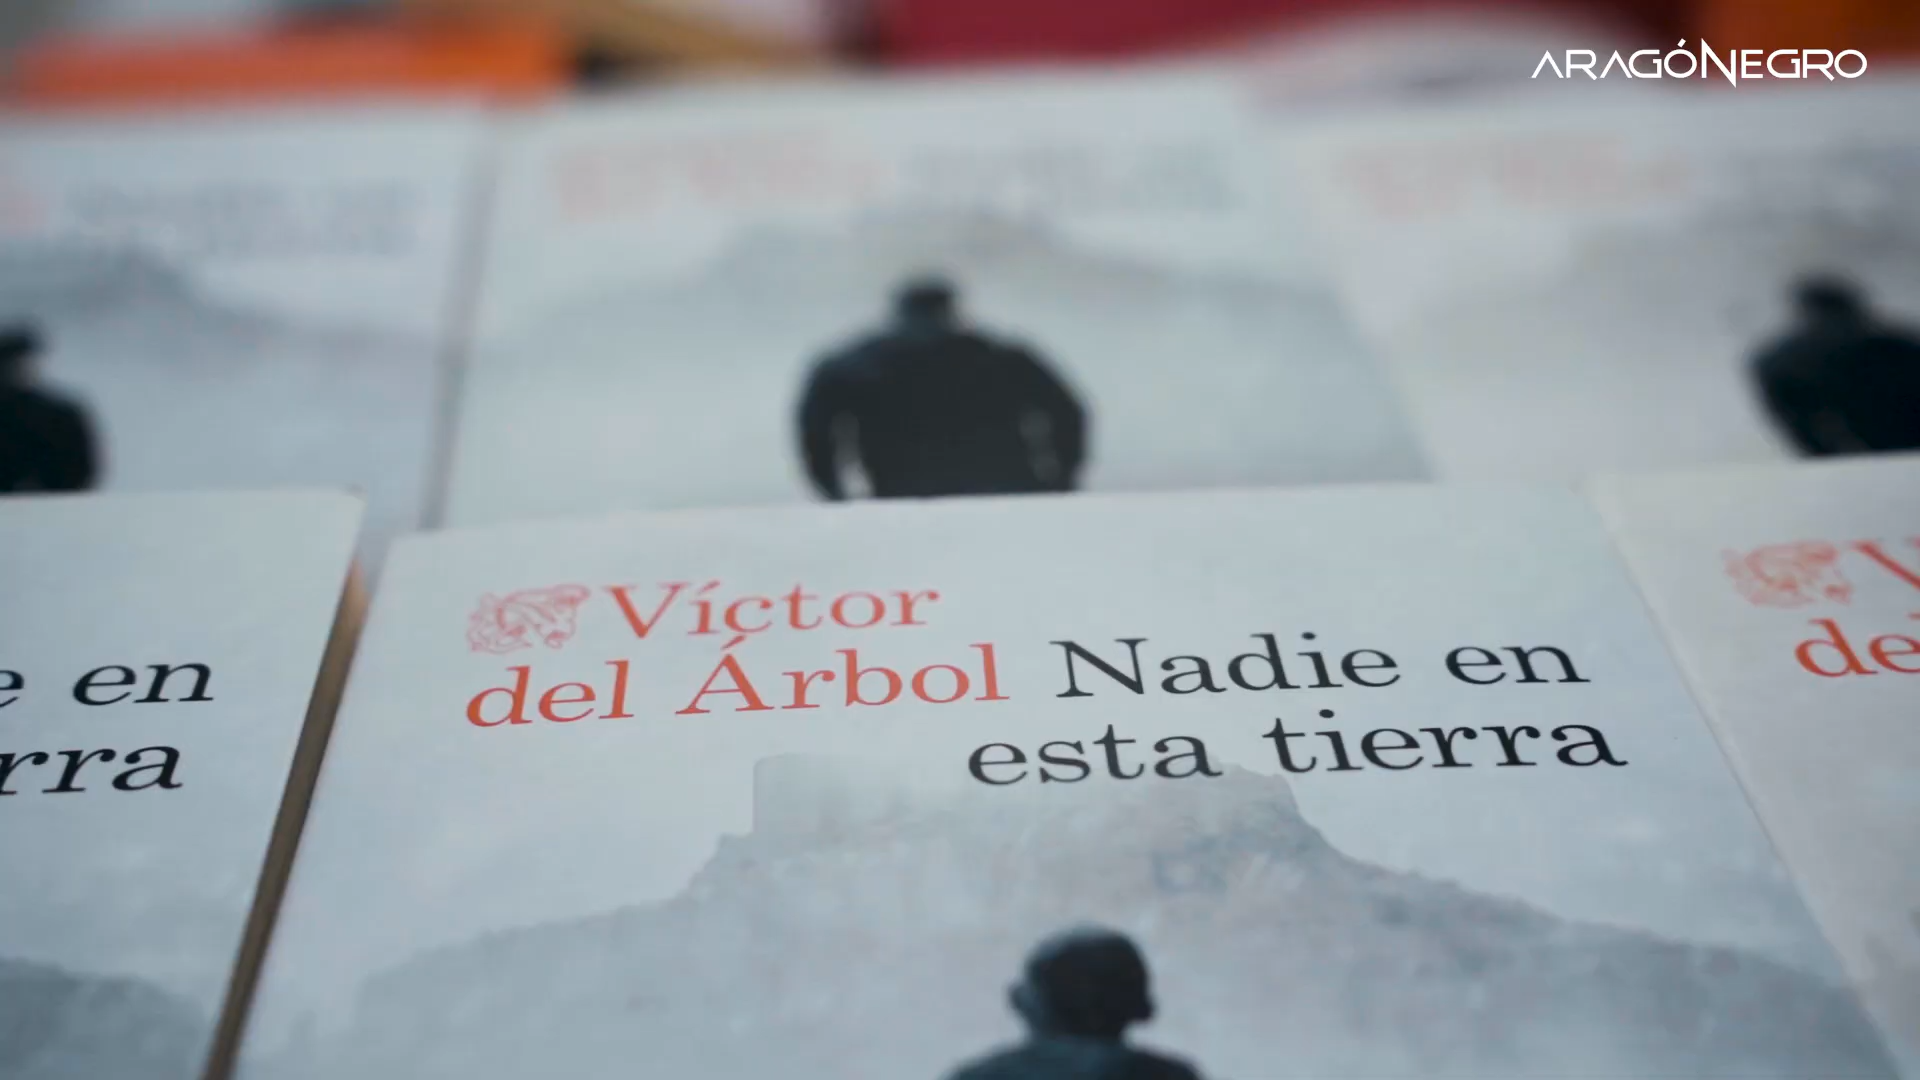 ARAGÓNEGRO
Víctor
del Árbol Nadie en
esta tierra
e en
rra
V
de